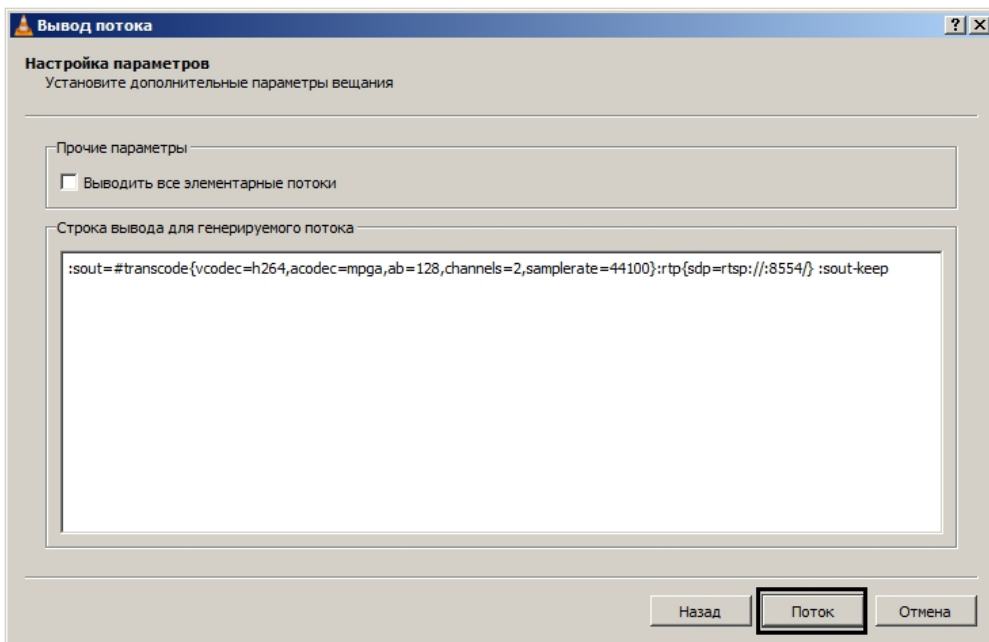 Вывод потока
Настройка параметров
Установите дополнительные параметры вещания
Прочие параметры
Выводить все элементарные потоки
Строка вывода для генерируемого потока
:sout=#transcode{vcodec=h264,acodec=mpga,ab=128,channels=2,samplerate=44100}:rtp{sdp=rtsp://:8554/} :sout-keep
Назад Поток Отмена